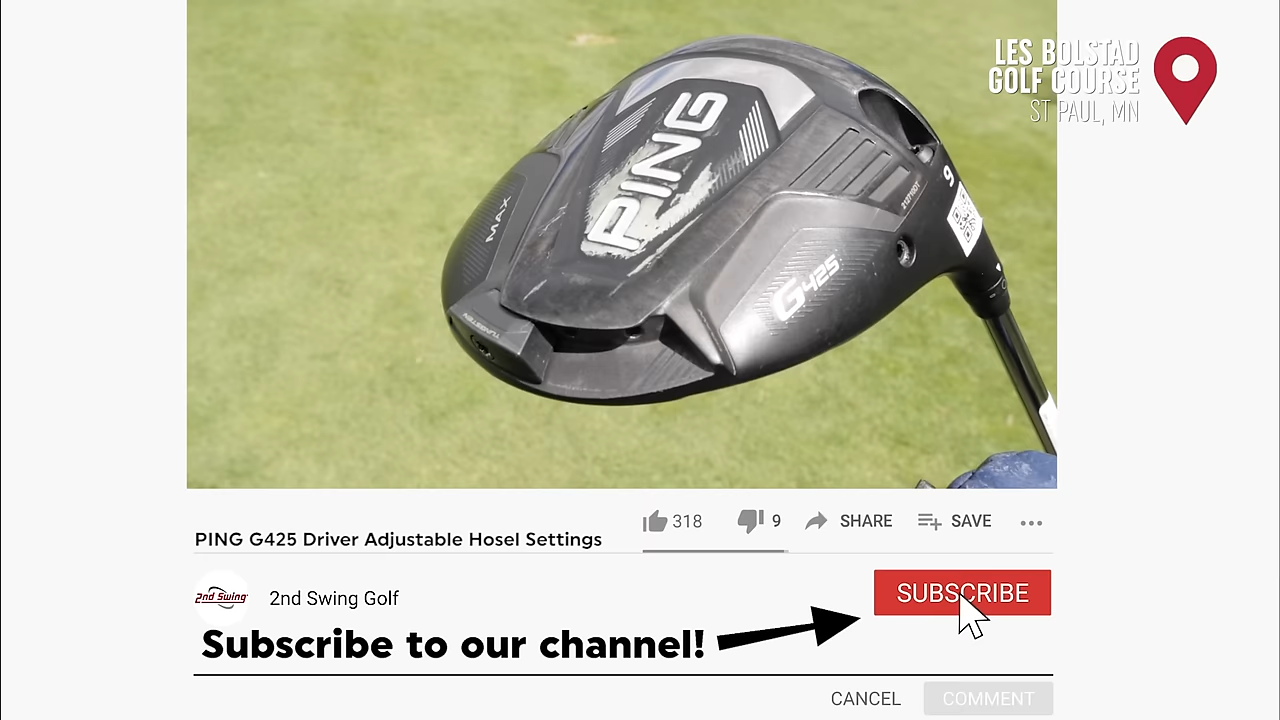 LES BOLSTAD
GOLF COURSE
ST PAUL, MN
PING
MAX
G425
TUNGSTEN
9
212710DT
318
9
SHARE
SAVE
PING G425 Driver Adjustable Hosel Settings
2nd Swing
2nd Swing Golf
SUBSCRIBE
Subscribe to our channel!
CANCEL
COMMENT